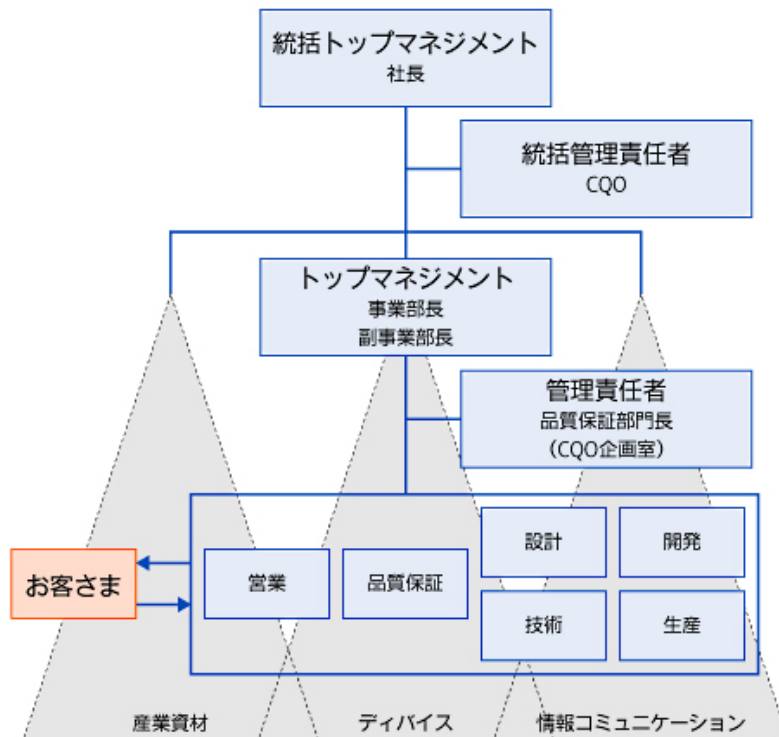 統括トップマネジメント
社長
統括管理責任者
CQO
トップマネジメント
事業部長
副事業部長
管理責任者
品質保証部門長
（CQO企画室）
設計
開発
お客さま
営業
品質保証
技術
生産
産業資材
ディバイス
情報コミュニケーション